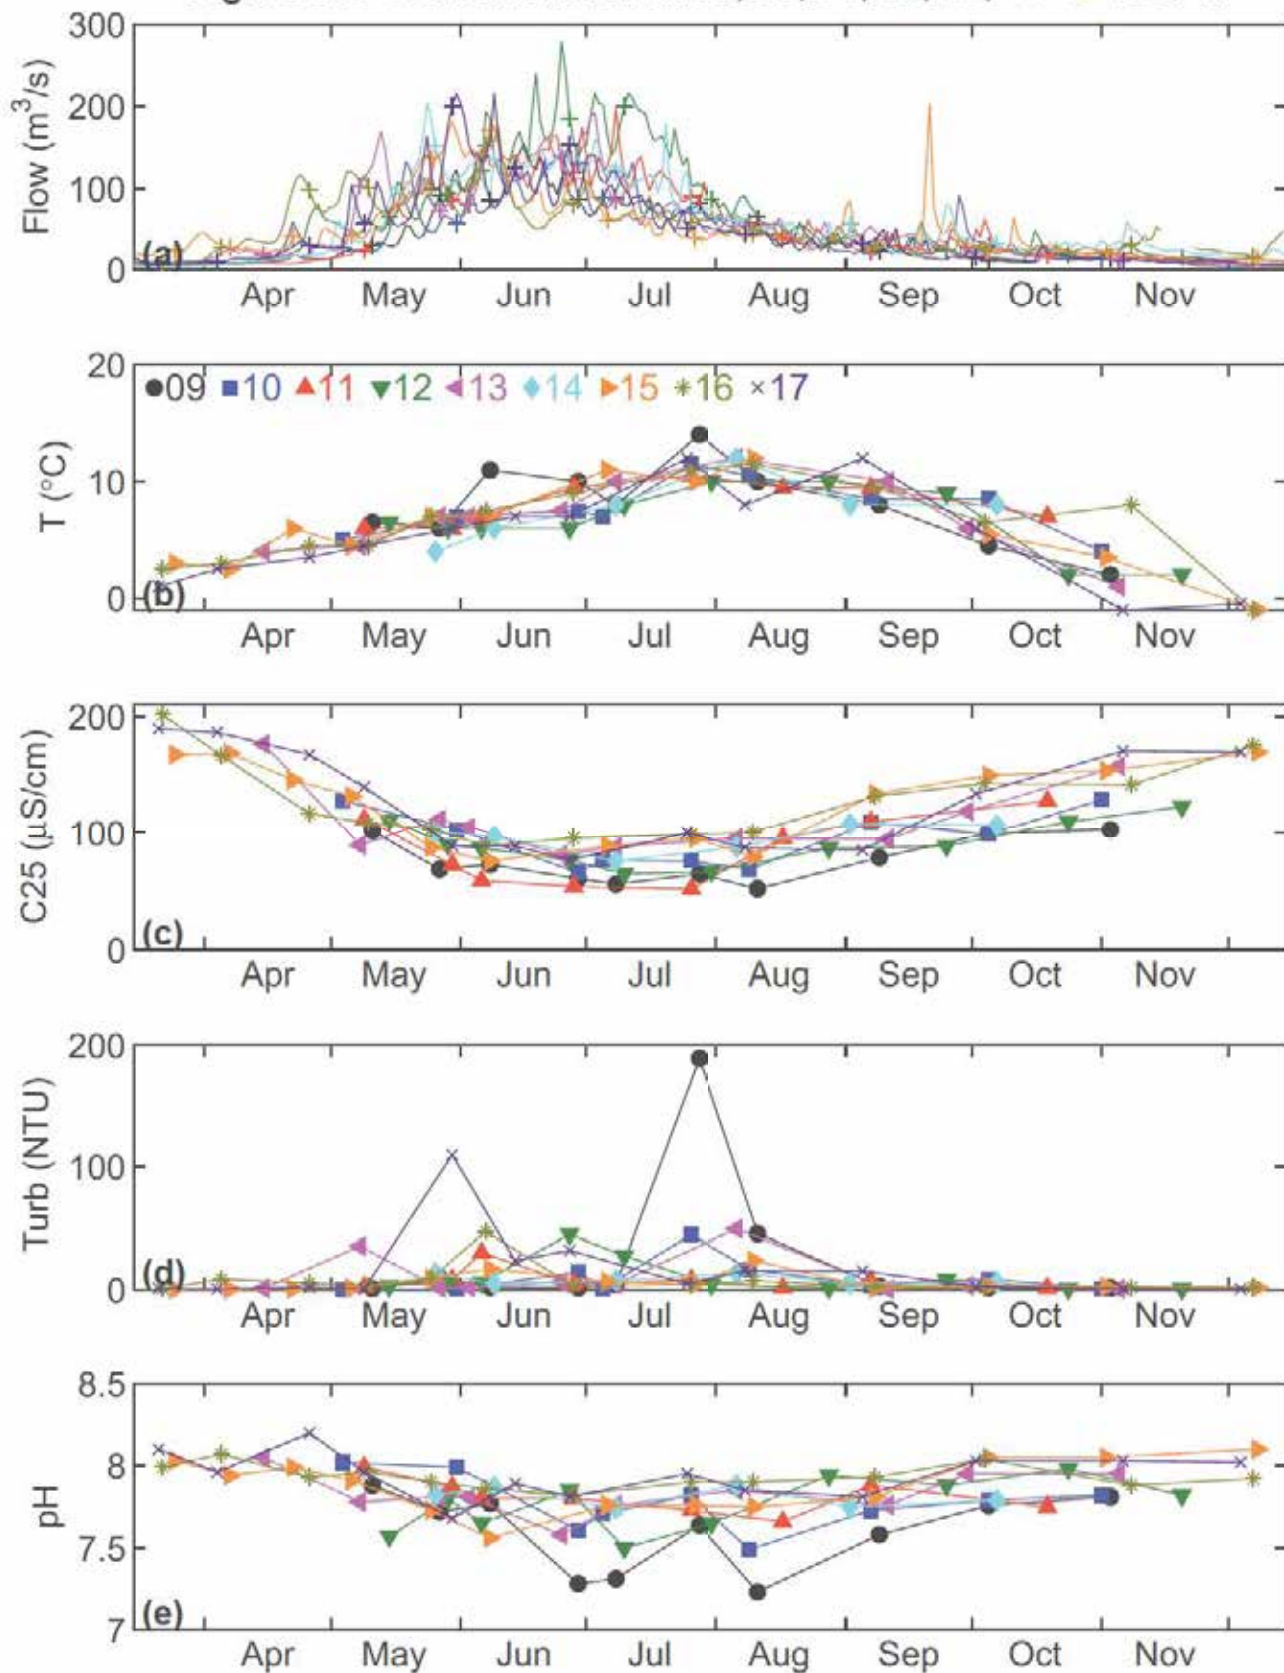 300
200
100
0
Flow (m³/s)
(a)
Apr May Jun Jul Aug Sep Oct Nov
20
10
0
T (°C)
09 10 11 12 13 14 15 16 17
(b)
Apr May Jun Jul Aug Sep Oct Nov
200
100
0
C25 (µS/cm)
(c)
Apr May Jun Jul Aug Sep Oct Nov
200
100
0
Turb (NTU)
(d)
Apr May Jun Jul Aug Sep Oct Nov
8.5
8
7.5
7
pH
(e)
Apr May Jun Jul Aug Sep Oct Nov